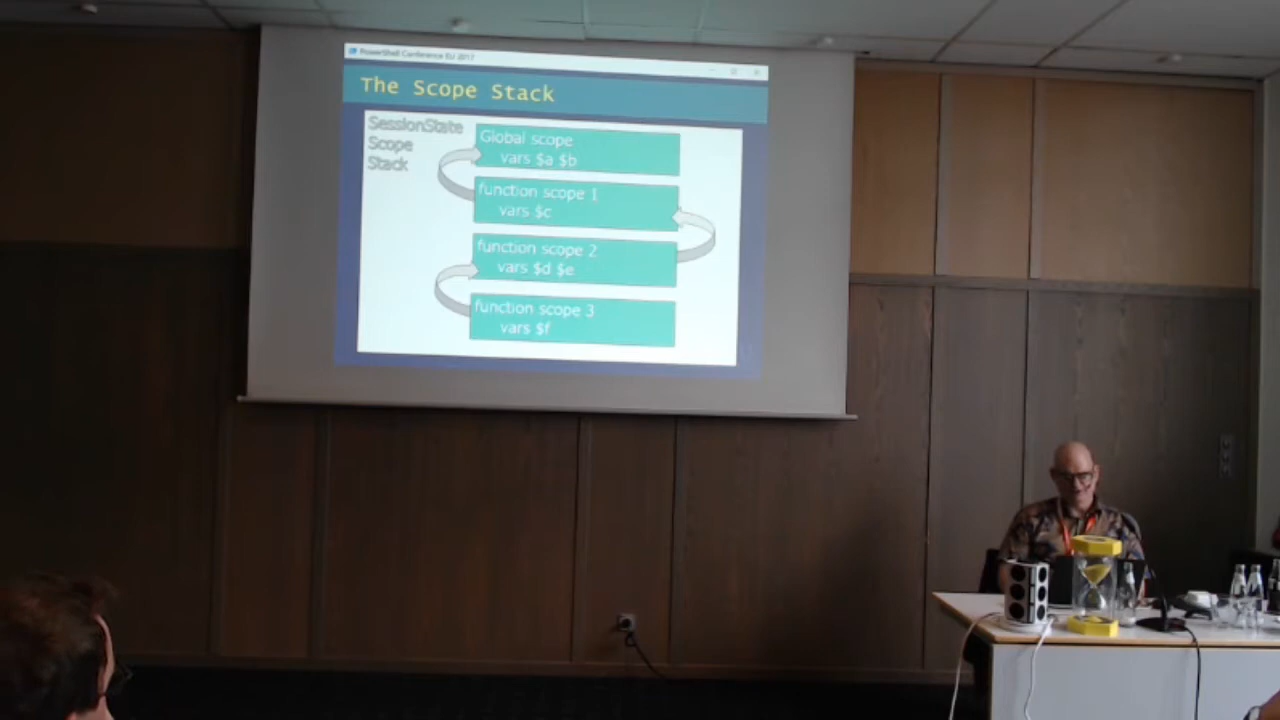 PowerShell Conference EU 2017
The Scope Stack
SessionState
Scope
Stack
Global scope
vars $a $b
function scope 1
vars $c
function scope 2
vars $d $e
function scope 3
vars $f